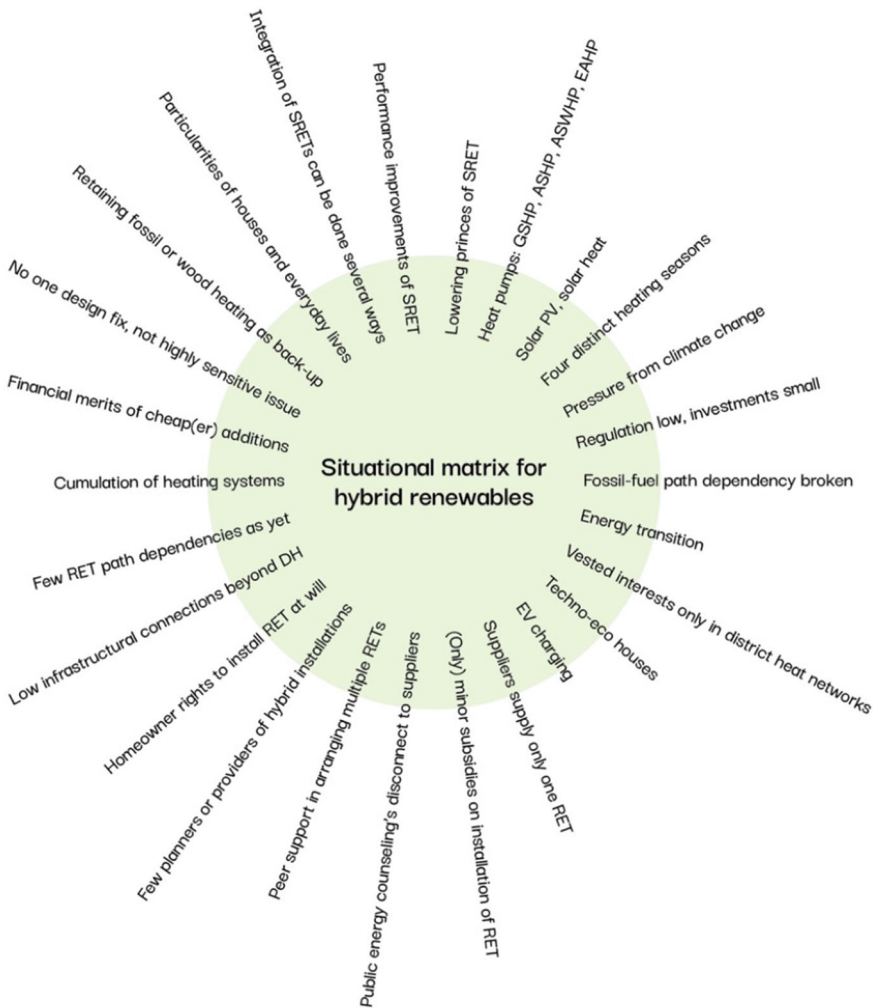 Situational matrix for
hybrid renewables
Lowering princes of SRET
Heat pumps: GSHP, ASHP, ASWHP, EAHP
Solar PV, solar heat
Four distinct heating seasons
Pressure from climate change
Regulation low, investments small
Fossil-fuel path dependency broken
Energy transition
Vested interests only in district heat networks
Techno-eco houses
EV charging
Suppliers supply only one RET
(Only) minor subsidies on installation of RET
Public energy counseling's disconnect to suppliers
Peer support in arranging multiple RETs
Few planners or providers of hybrid installations
Homeowner rights to install RET at will
Low infrastructural connections beyond DH
Few RET path dependencies as yet
Cumulation of heating systems
Financial merits of cheap(er) additions
No one design fix, not highly sensitive issue
Retaining fossil or wood heating as back-up
Particularities of houses and everyday lives
Integration of SRETs can be done several ways
Performance improvements of SRET